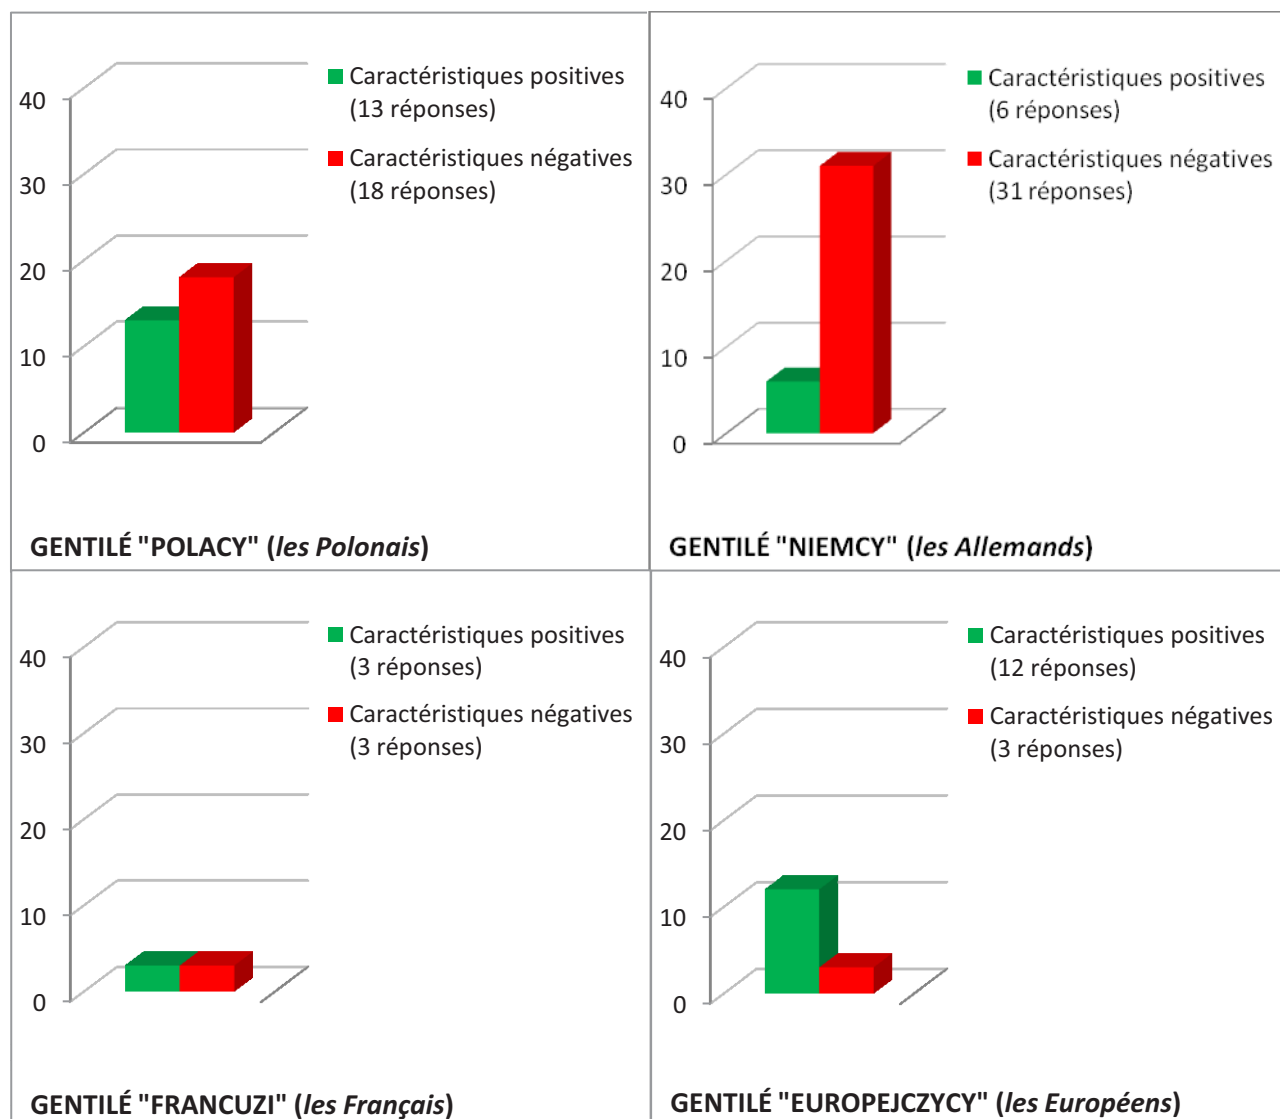 40
30
20
10
0
Caractéristiques positives
(13 réponses)
Caractéristiques négatives
(18 réponses)
GENTILÉ "POLACY" (les Polonais)
40
30
20
10
0
Caractéristiques positives
(6 réponses)
Caractéristiques négatives
(31 réponses)
GENTILÉ "NIEMCY" (les Allemands)
40
30
20
10
0
Caractéristiques positives
(3 réponses)
Caractéristiques négatives
(3 réponses)
GENTILÉ "FRANCUZI" (les Français)
40
30
20
10
0
Caractéristiques positives
(12 réponses)
Caractéristiques négatives
(3 réponses)
GENTILÉ "EUROPEJCZYCY" (les Européens)